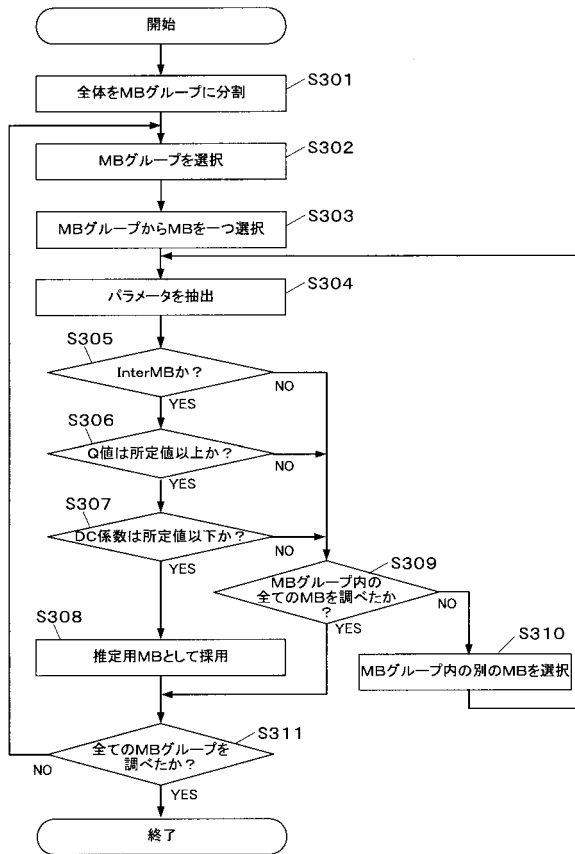 開始
S301
全体をMBグループに分割
S302
MBグループを選択
S303
MBグループからMBを一つ選択
S304
パラメータを抽出
S305
InterMBか？
NO
YES
S306
Q値は所定値以上か？
NO
YES
S307
DC係数は所定値以下か？
NO
YES
S309
MBグループ内の
全てのMBを調べたか
？
NO
YES
S308
推定用MBとして採用
S310
MBグループ内の別のMBを選択
S311
全てのMBグループを
調べたか？
NO
YES
終了